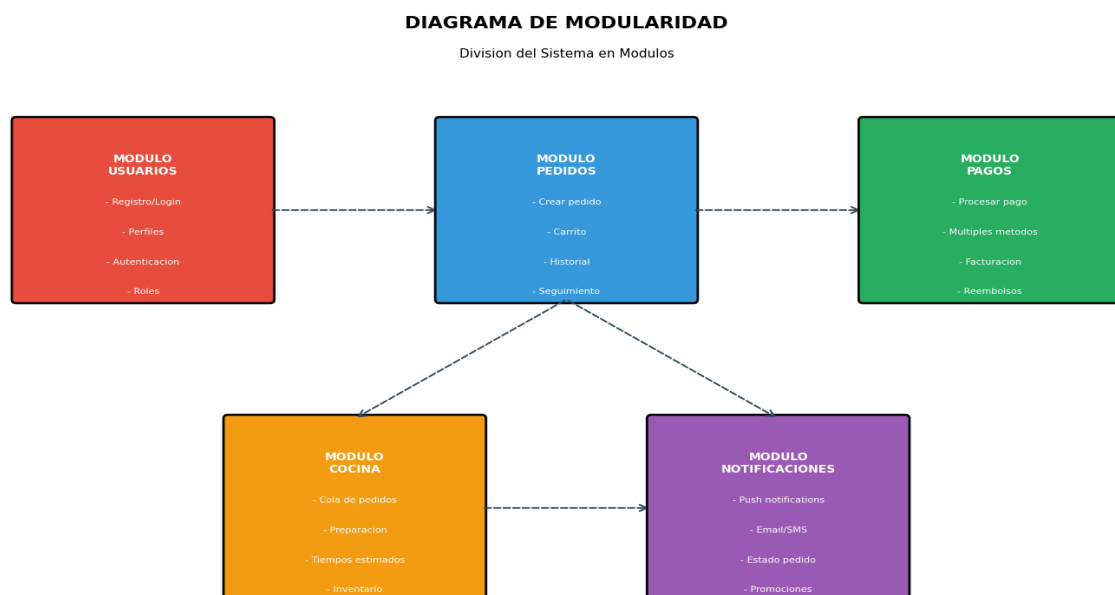 DIAGRAMA DE MODULARIDAD
Division del Sistema en Modulos
MODULO
USUARIOS
- Registro/Login
- Perfiles
- Autenticacion
- Roles
MODULO
PEDIDOS
- Crear pedido
- Carrito
- Historial
- Seguimiento
MODULO
PAGOS
- Procesar pago
- Multiples metodos
- Facturacion
- Reembolsos
MODULO
COCINA
- Cola de pedidos
- Preparacion
- Tiempos estimados
- Inventario
MODULO
NOTIFICACIONES
- Push notifications
- Email/SMS
- Estado pedido
- Promociones